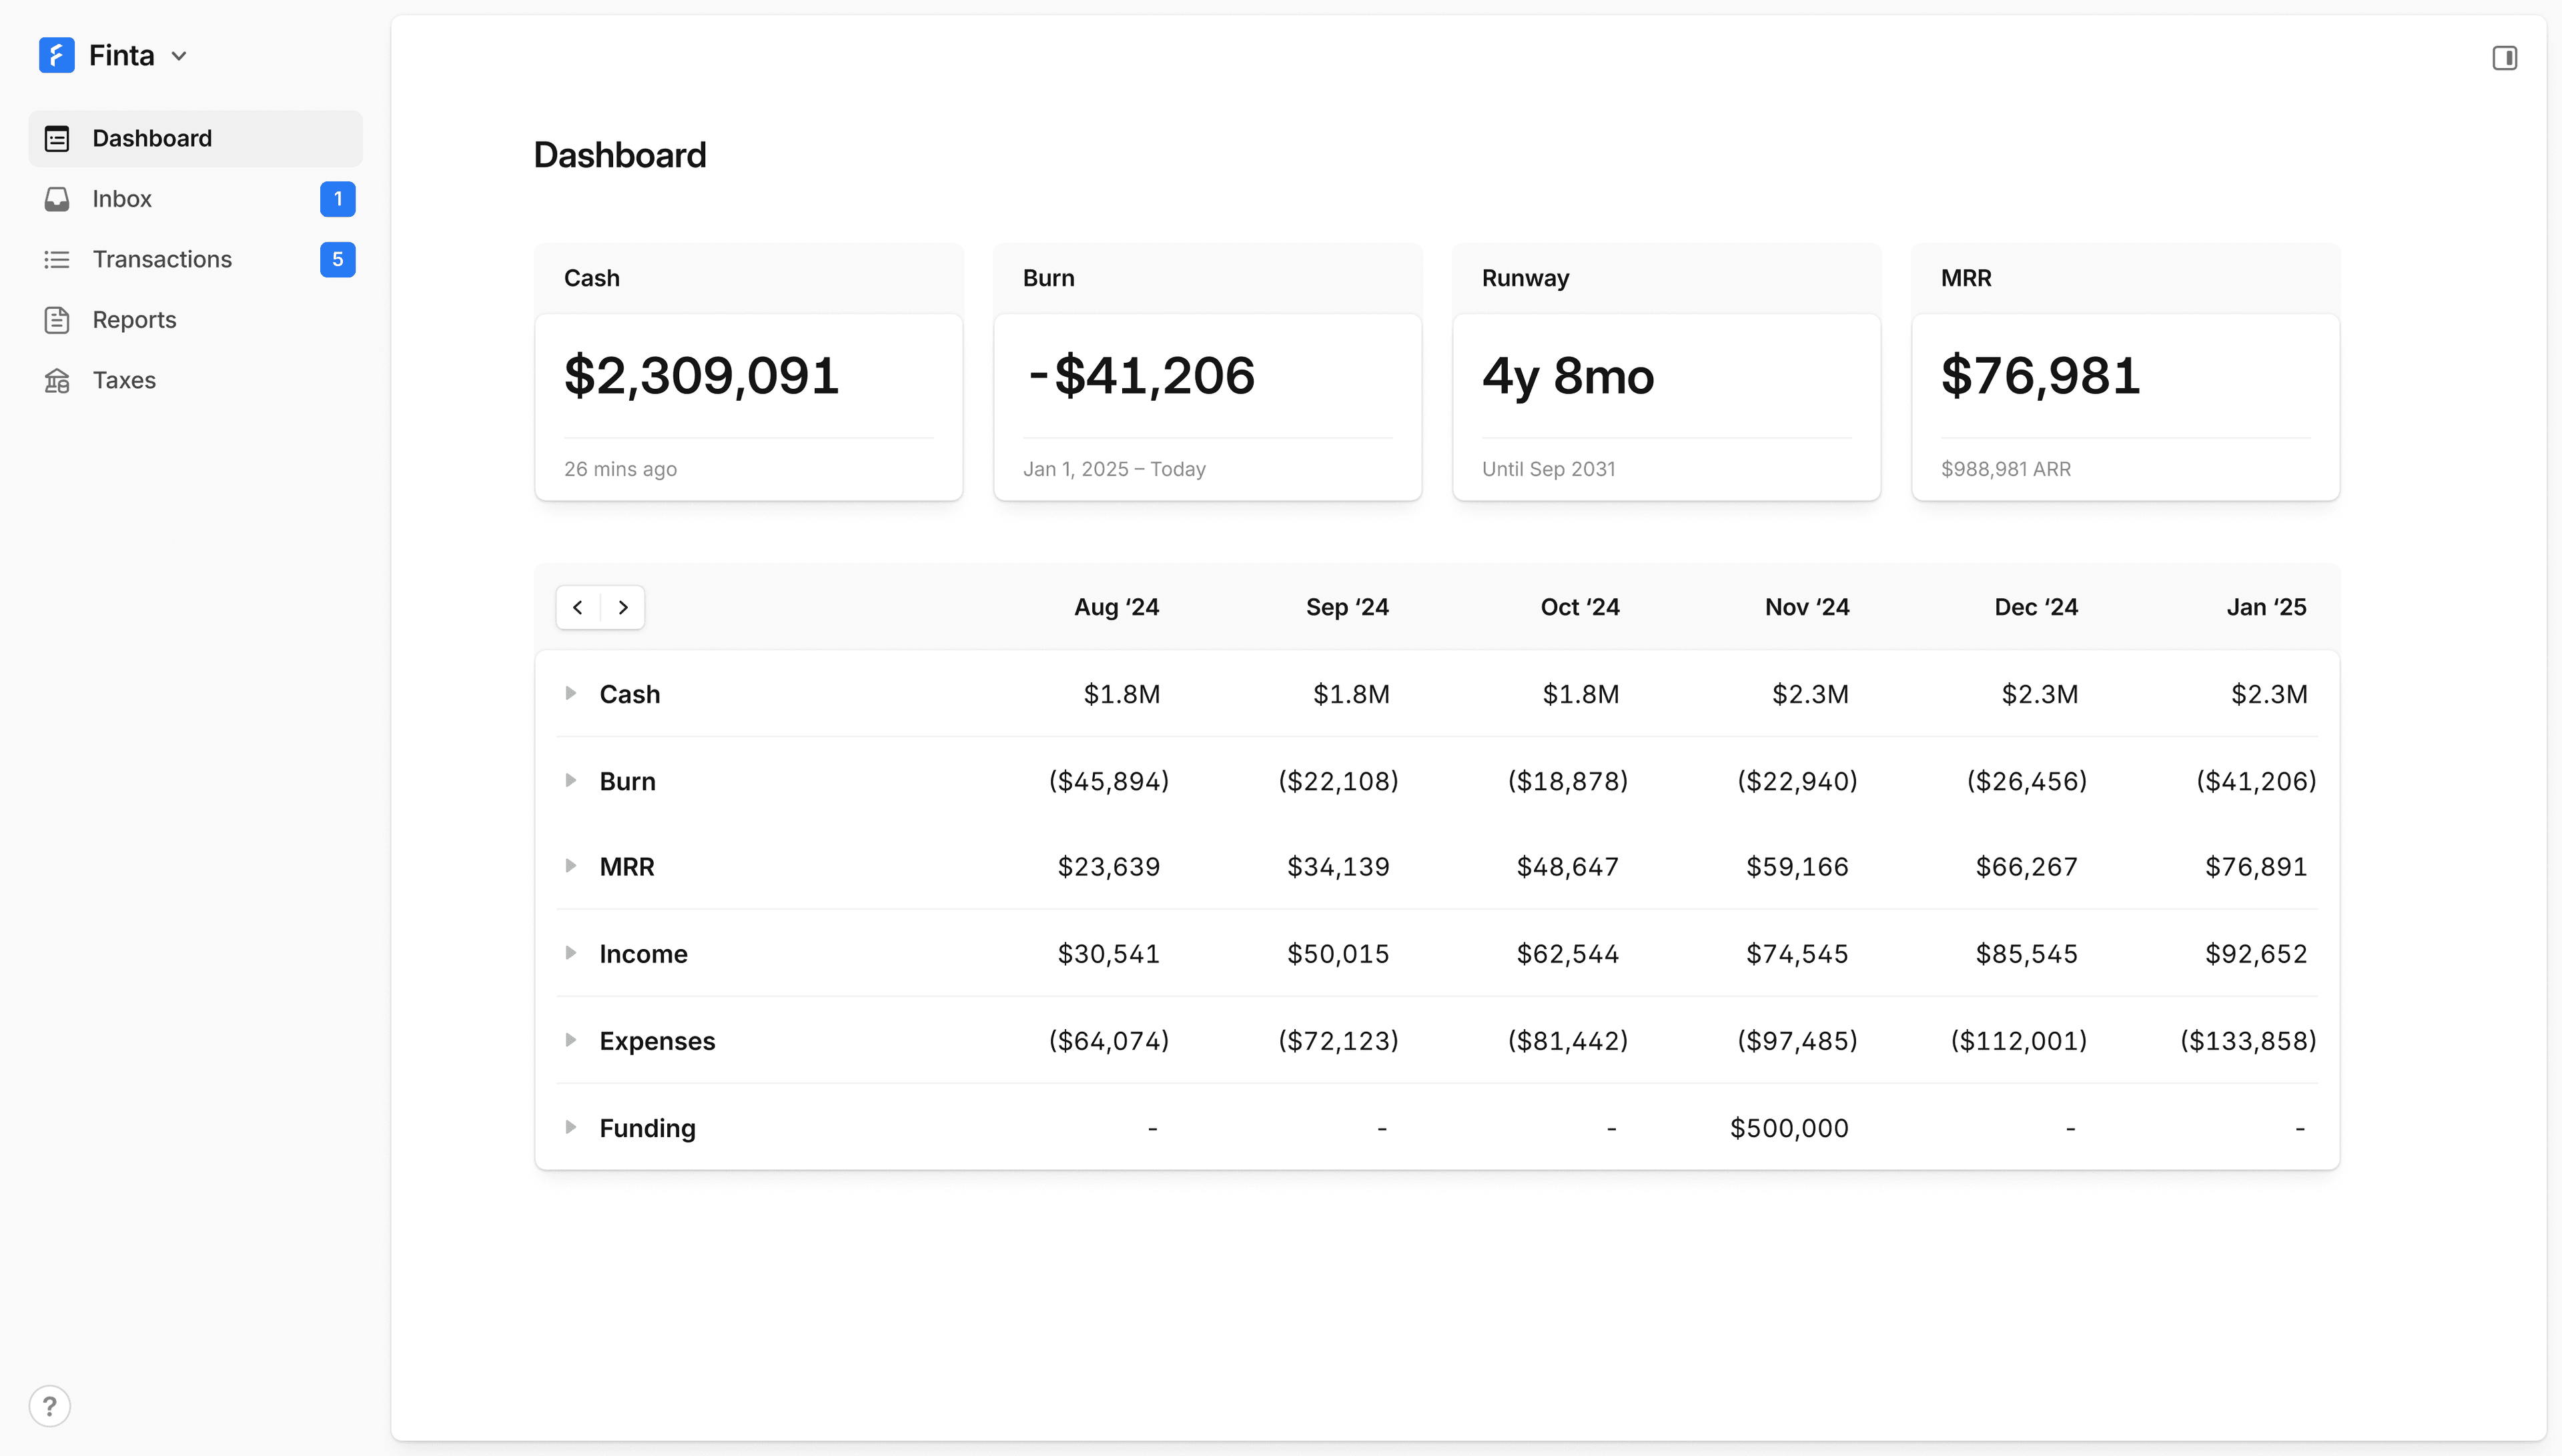 Finta
Dashboard
Inbox 1
Transactions 5
Reports
Taxes
?
Dashboard
Cash Burn Runway MRR
$2,309,091 -$41,206 4y 8mo $76,981
26 mins ago Jan 1, 2025 – Today Until Sep 2031 $988,981 ARR
Aug ‘24 Sep ‘24 Oct ‘24 Nov ‘24 Dec ‘24 Jan ‘25
Cash $1.8M $1.8M $1.8M $2.3M $2.3M $2.3M
Burn ($45,894) ($22,108) ($18,878) ($22,940) ($26,456) ($41,206)
MRR $23,639 $34,139 $48,647 $59,166 $66,267 $76,891
Income $30,541 $50,015 $62,544 $74,545 $85,545 $92,652
Expenses ($64,074) ($72,123) ($81,442) ($97,485) ($112,001) ($133,858)
Funding - - - $500,000 - -